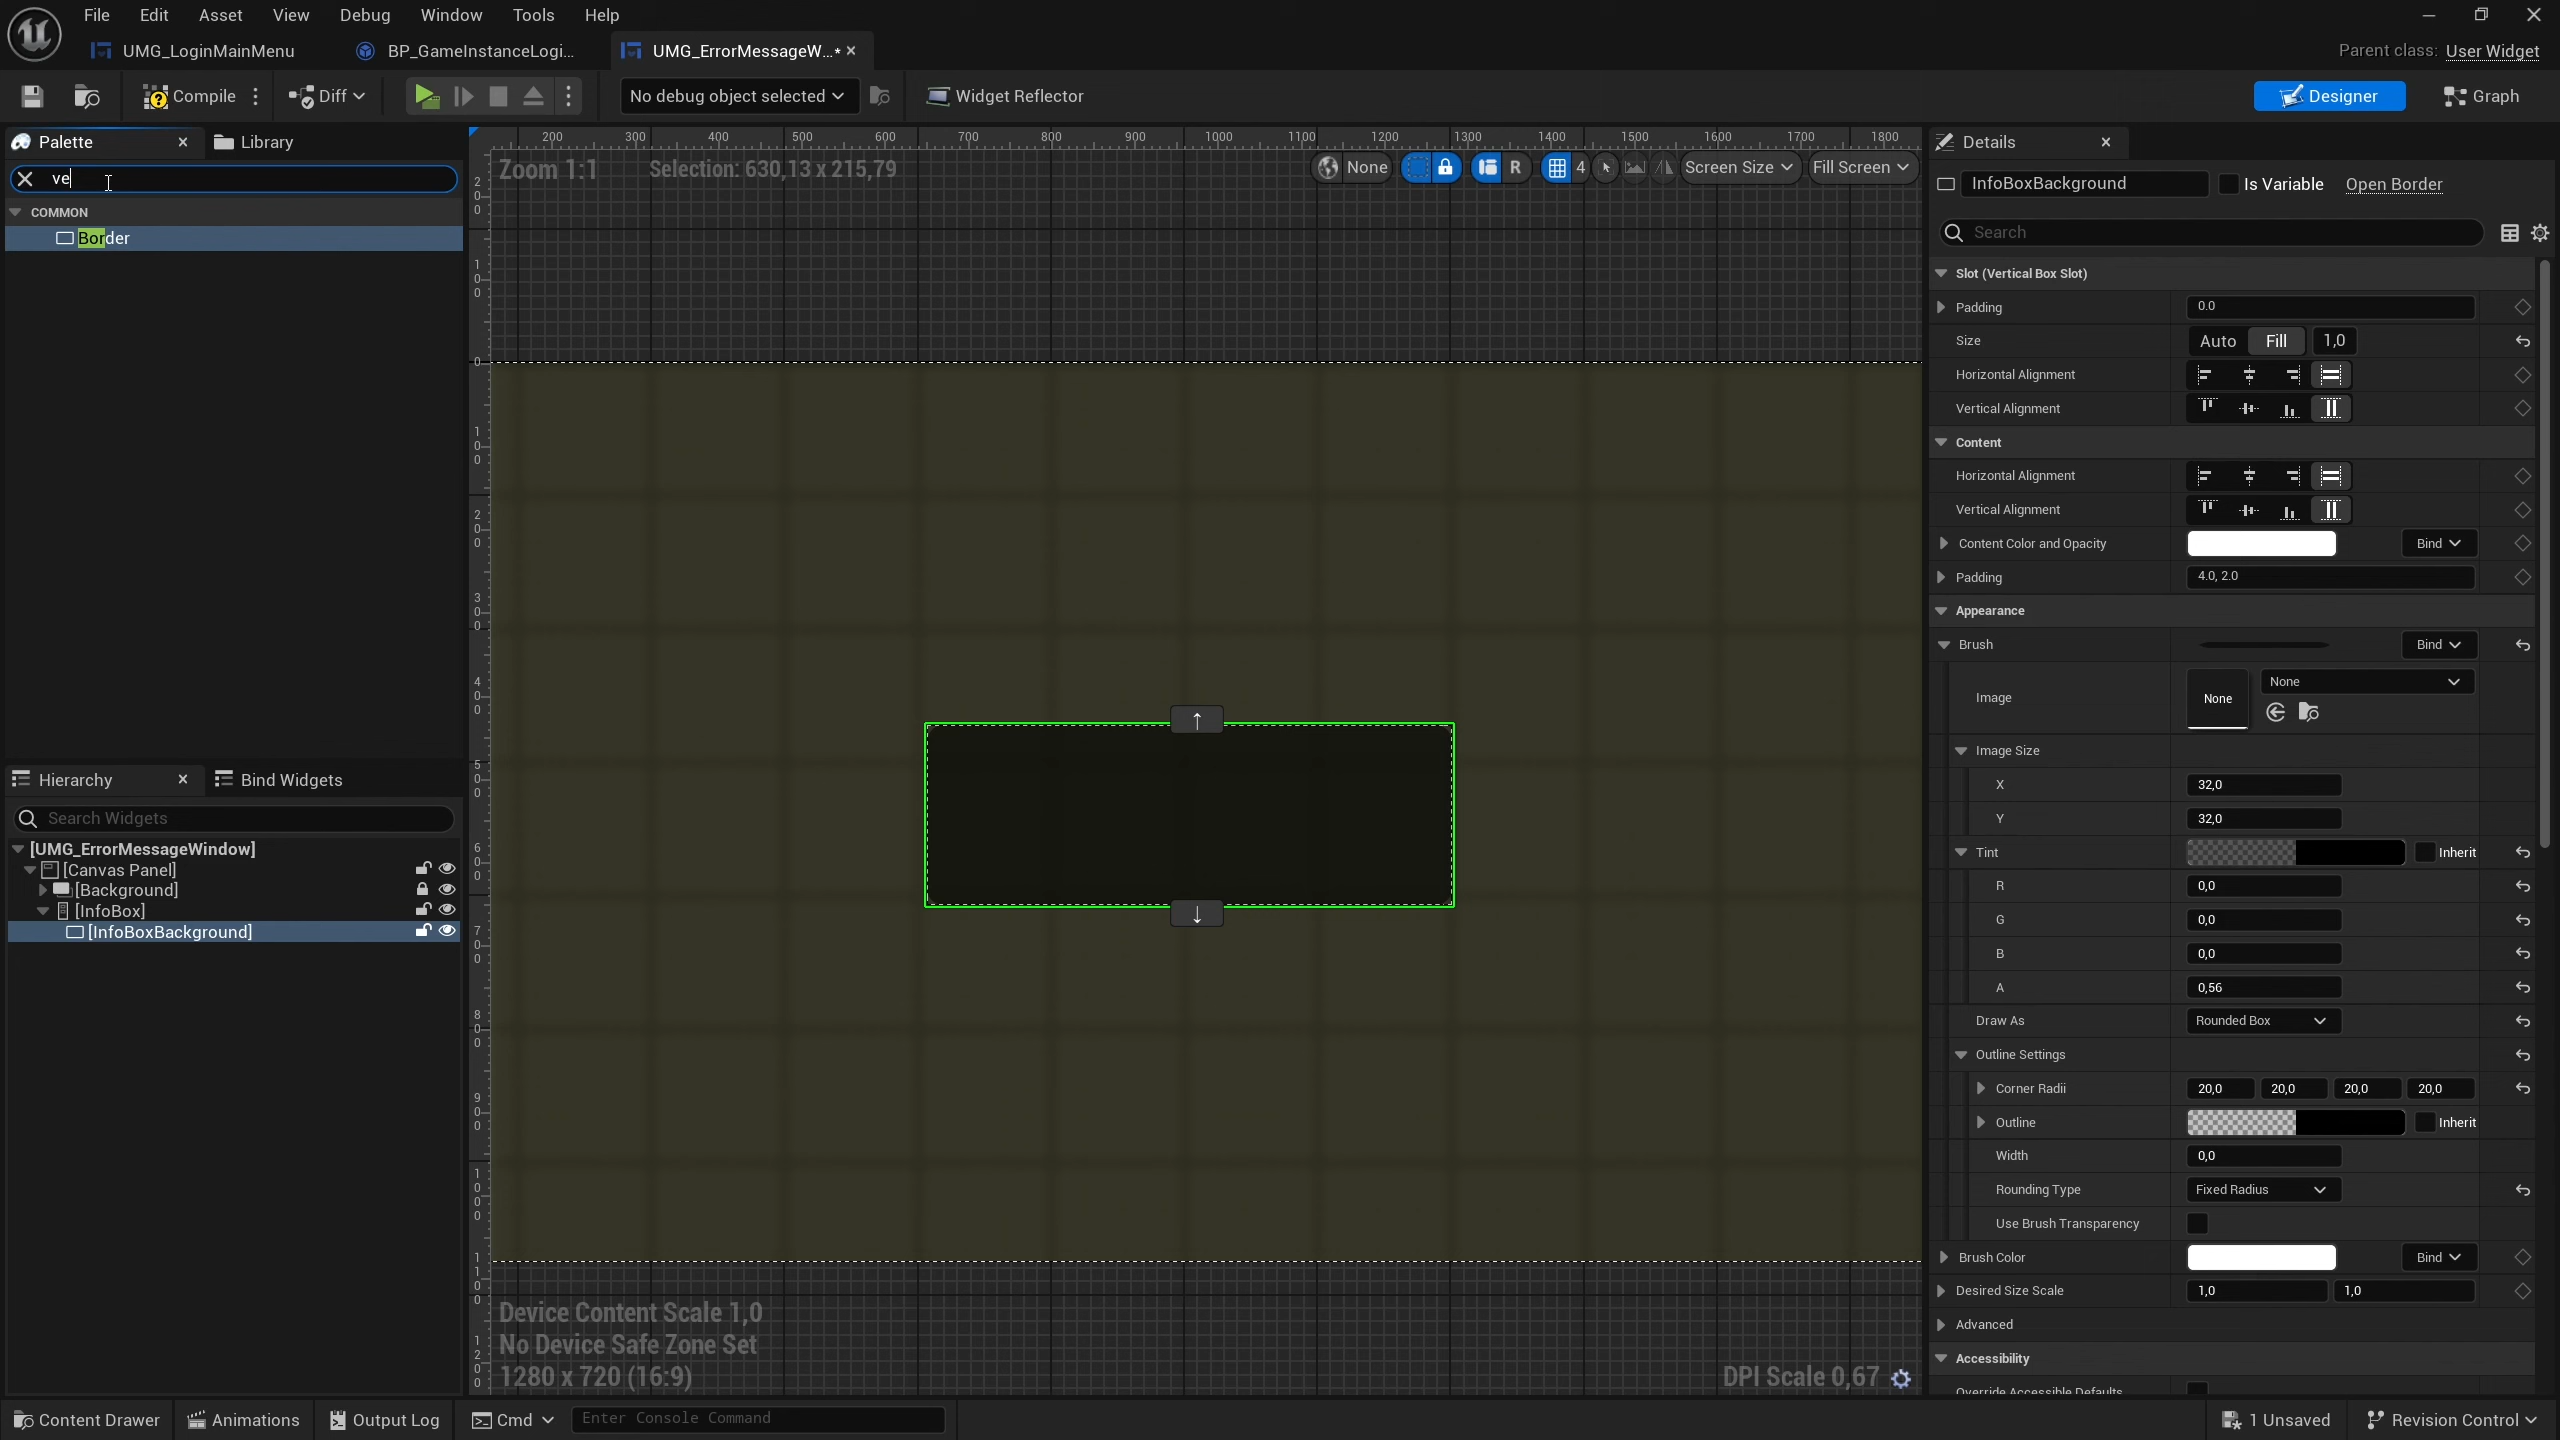 File Edit Asset View Debug Window Tools Help
UMG_LoginMainMenu BP_GameInstanceLogi... UMG_ErrorMessageW...* Parent class: User Widget
Compile Diff No debug object selected Widget Reflector Designer Graph
Palette Library
ve
COMMON
Border
Hierarchy Bind Widgets
Search Widgets
[UMG_ErrorMessageWindow]
[Canvas Panel]
[Background]
[InfoBox]
[InfoBoxBackground]
200 300 400 500 600 700 800 900 1000 1100 1200 1300 1400 1500 1600 1700 1800
Zoom 1:1 Selection: 630,13 x 215,79 None R 4 Screen Size Fill Screen
Device Content Scale 1,0
No Device Safe Zone Set
1280 x 720 (16:9) DPI Scale 0,67
Details
InfoBoxBackground Is Variable Open Border
Search
Slot (Vertical Box Slot)
Padding 0.0
Size Auto Fill 1,0
Horizontal Alignment
Vertical Alignment
Content
Horizontal Alignment
Vertical Alignment
Content Color and Opacity Bind
Padding 4.0, 2.0
Appearance
Brush Bind
Image None None
Image Size
X 32,0
Y 32,0
Tint Inherit
R 0,0
G 0,0
B 0,0
A 0,56
Draw As Rounded Box
Outline Settings
Corner Radii 20,0 20,0 20,0 20,0
Outline Inherit
Width 0,0
Rounding Type Fixed Radius
Use Brush Transparency
Brush Color Bind
Desired Size Scale 1,0 1,0
Advanced
Accessibility
Override Accessible Defaults
Content Drawer Animations Output Log Cmd Enter Console Command 1 Unsaved Revision Control